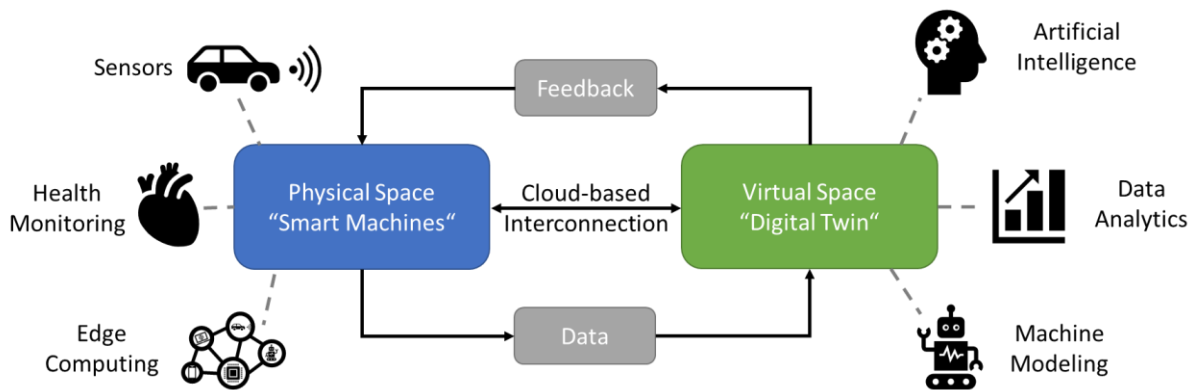 Sensors
Health
Monitoring
Edge
Computing
Feedback
Physical Space
“Smart Machines“
Cloud-based
Interconnection
Virtual Space
“Digital Twin“
Data
Artificial
Intelligence
Data
Analytics
Machine
Modeling